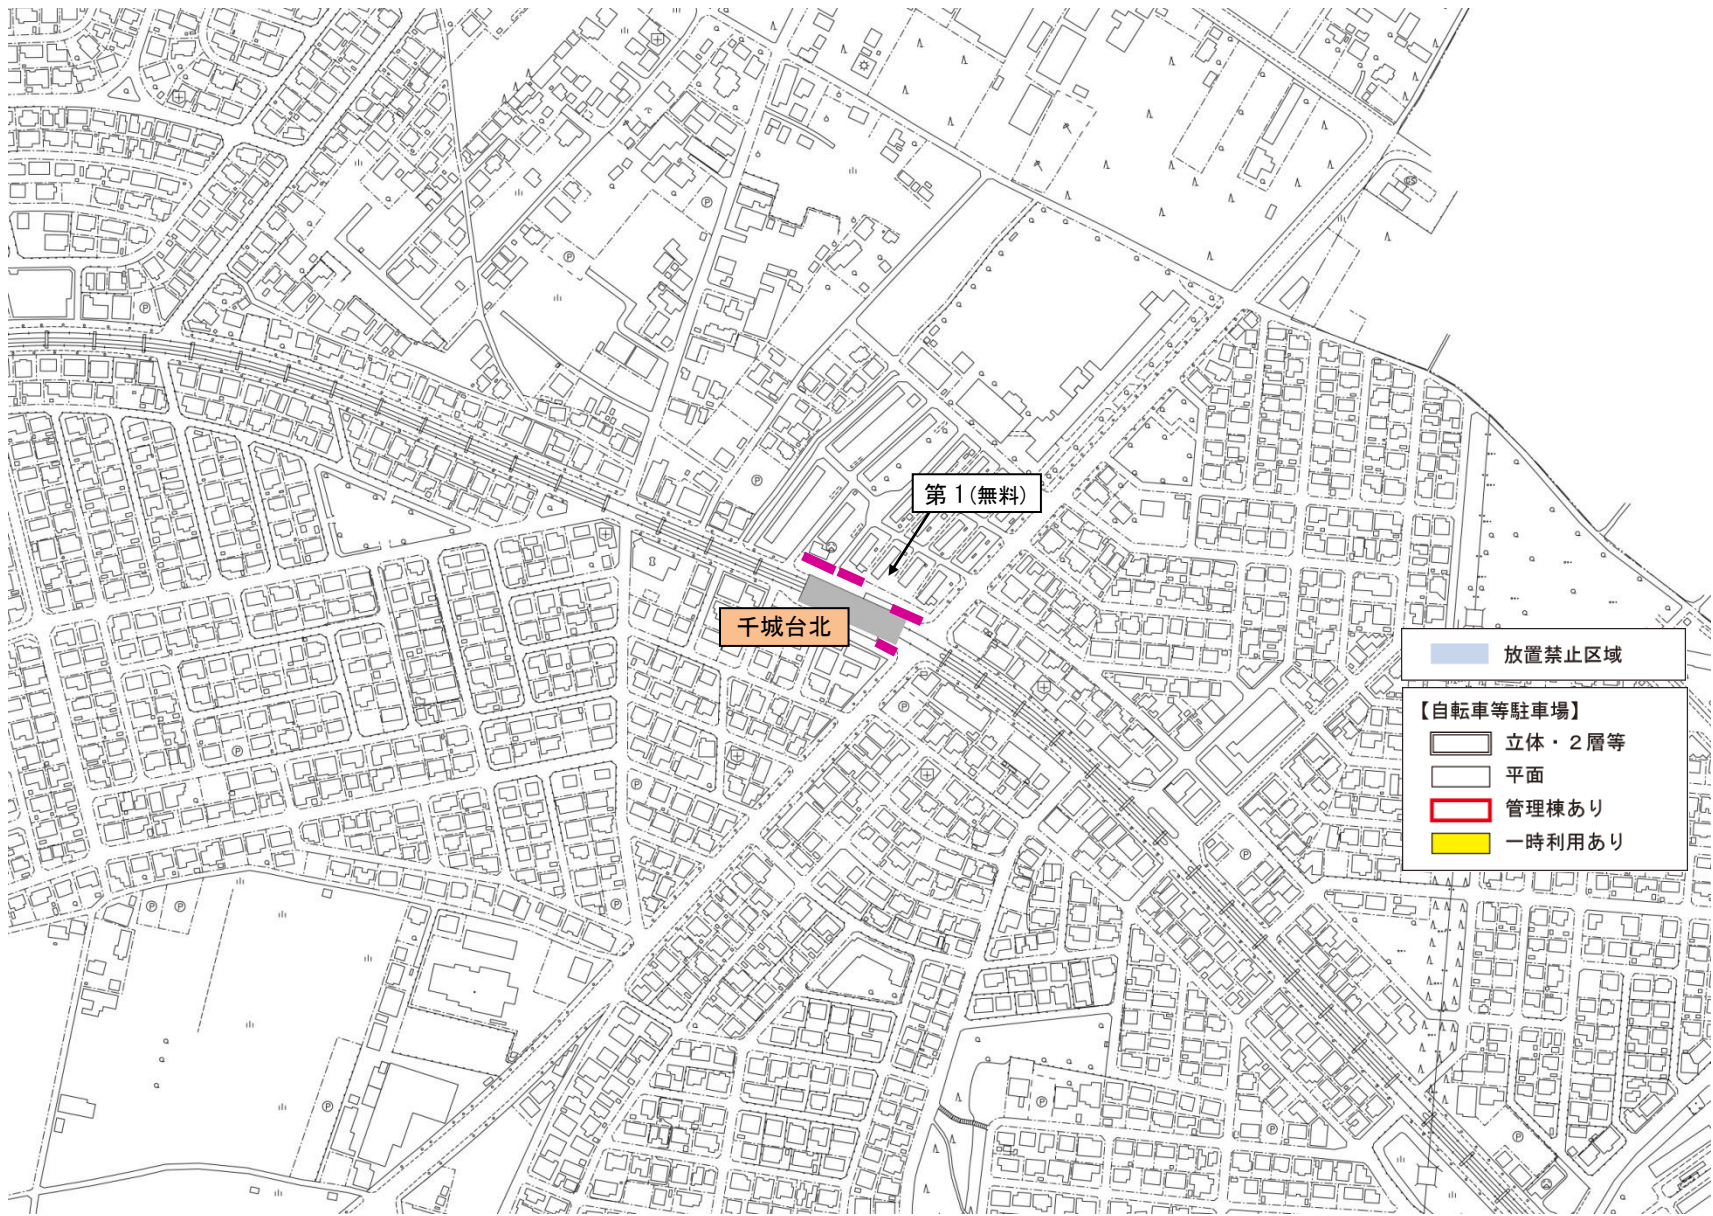 第1(無料)
千城台北
放置禁止区域
【自転車等駐車場】
立体・2層等
平面
管理棟あり
一時利用あり